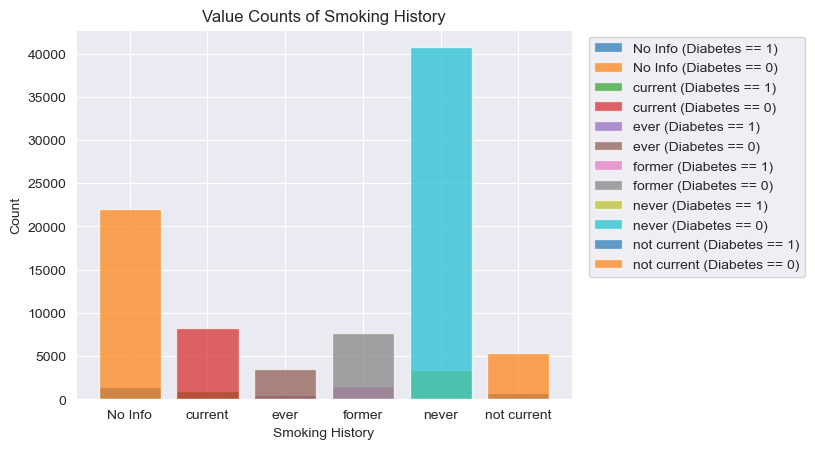 Value Counts of Smoking History
40000
35000
30000
25000
20000
15000
10000
5000
0
Count
No Info
current
ever
former
never
not current
Smoking History
No Info (Diabetes == 1)
No Info (Diabetes == 0)
current (Diabetes == 1)
current (Diabetes == 0)
ever (Diabetes == 1)
ever (Diabetes == 0)
former (Diabetes == 1)
former (Diabetes == 0)
never (Diabetes == 1)
never (Diabetes == 0)
not current (Diabetes == 1)
not current (Diabetes == 0)